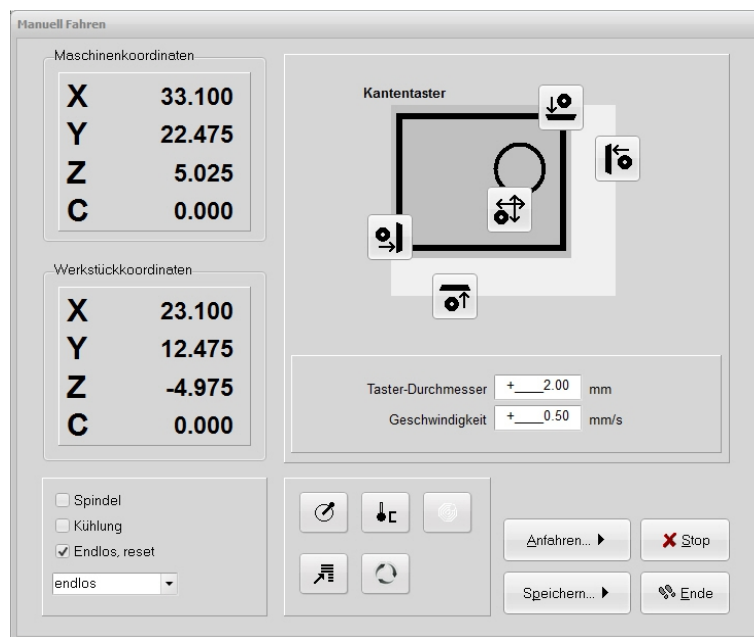 Manuell Fahren
Maschinenkoordinaten
X 33.100
Y 22.475
Z 5.025
C 0.000
Werkstückkoordinaten
X 23.100
Y 12.475
Z -4.975
C 0.000
Kantentaster
Taster-Durchmesser +____2.00 mm
Geschwindigkeit +____0.50 mm/s
Spindel
Kühlung
Endlos, reset
endlos
Anfahren...
Stop
Speichern...
Ende